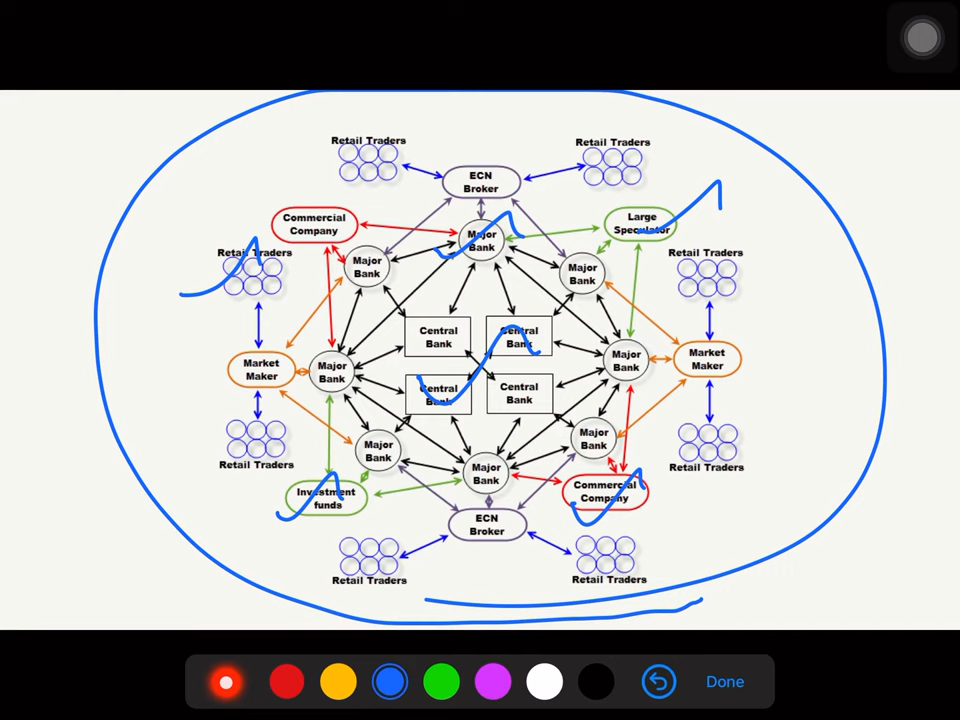 Retail Traders
Retail Traders
ECN
Broker
Commercial
Company
Large
Speculator
Major
Bank
Retail Traders
Major
Bank
Major
Bank
Retail Traders
Central
Bank
Central
Bank
Market
Maker
Major
Bank
Major
Bank
Market
Maker
Central
Bank
Central
Bank
Major
Bank
Major
Bank
Retail Traders
Retail Traders
Major
Bank
Investment
funds
Commercial
Company
ECN
Broker
Retail Traders
Retail Traders
Done